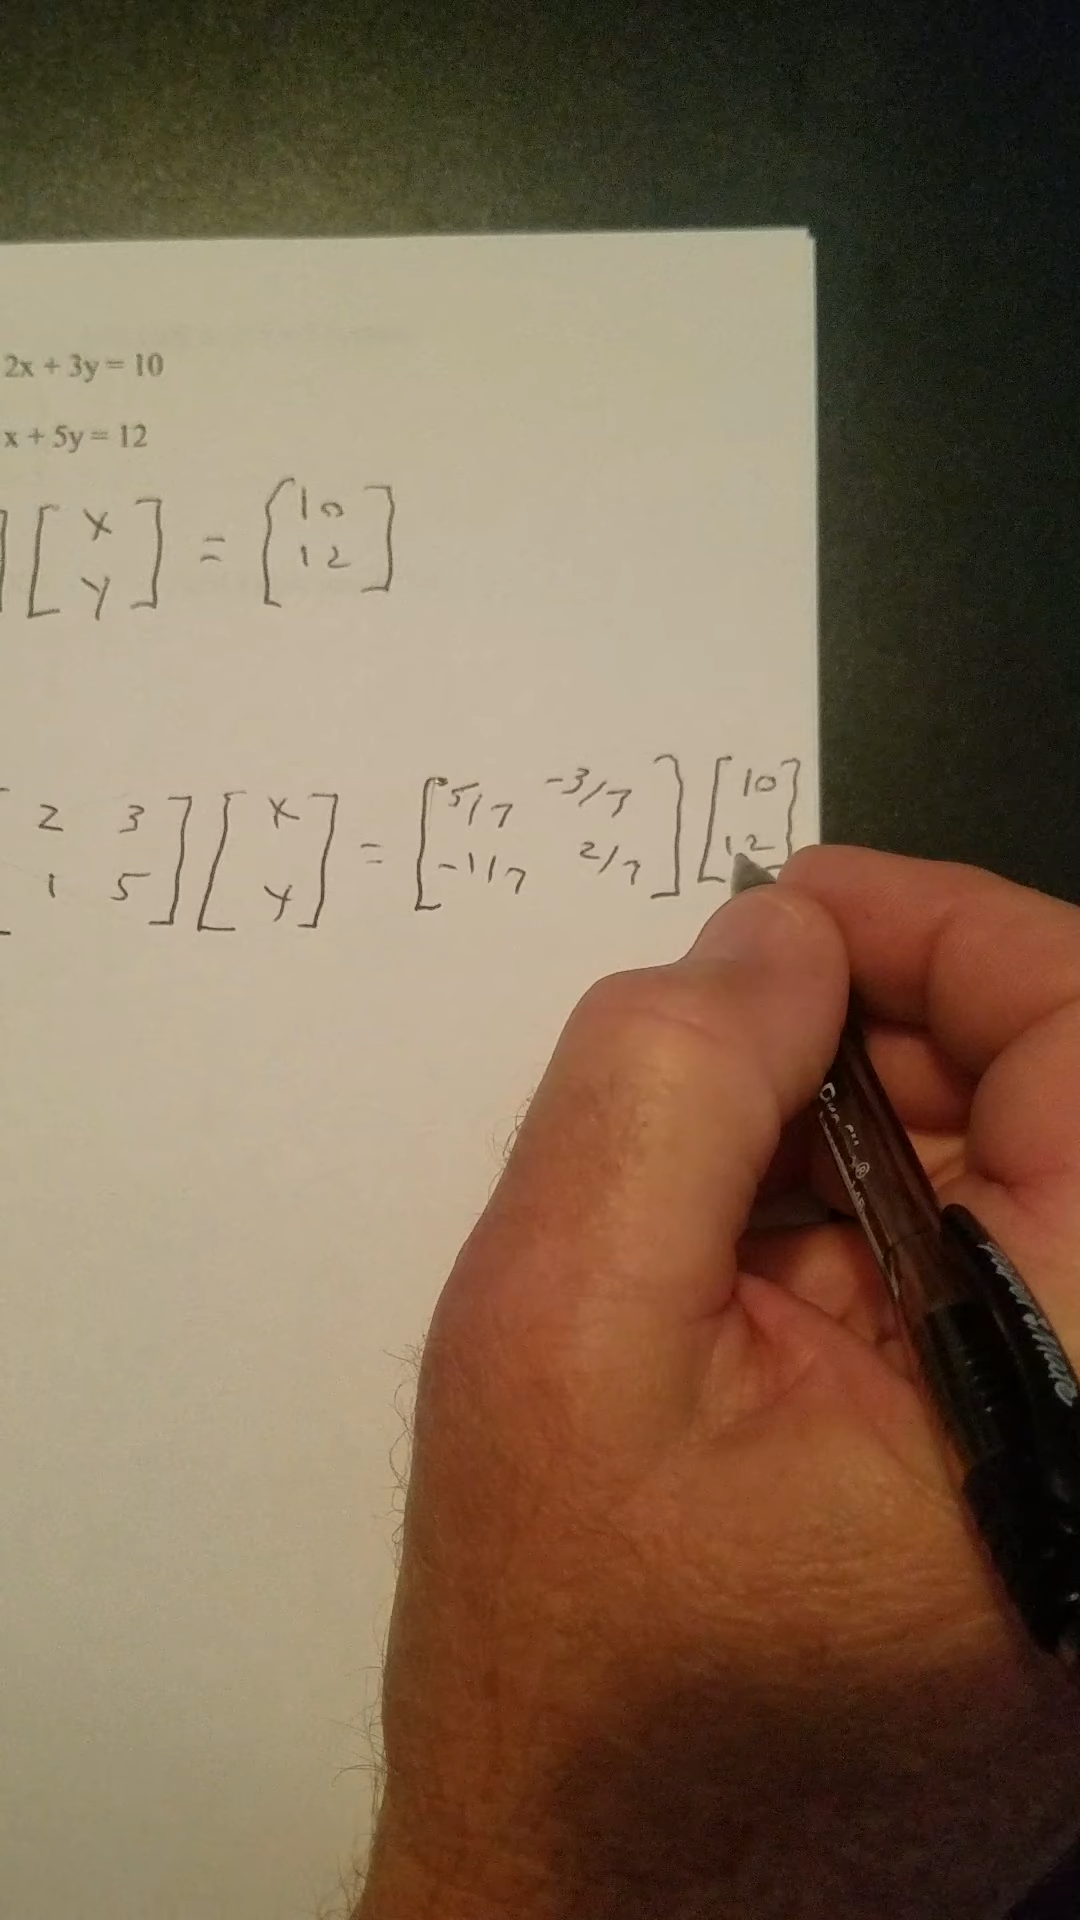 2x + 3y = 10
x + 5y = 12
] [ x ] = [ 10 ]
[ y ] [ 12 ]
[ 2 3 ] [ x ] = [ 5/7 -3/7 ] [ 10 ]
[ 1 5 ] [ y ] [ -1/7 2/7 ] [ 12 ]
PaperMate